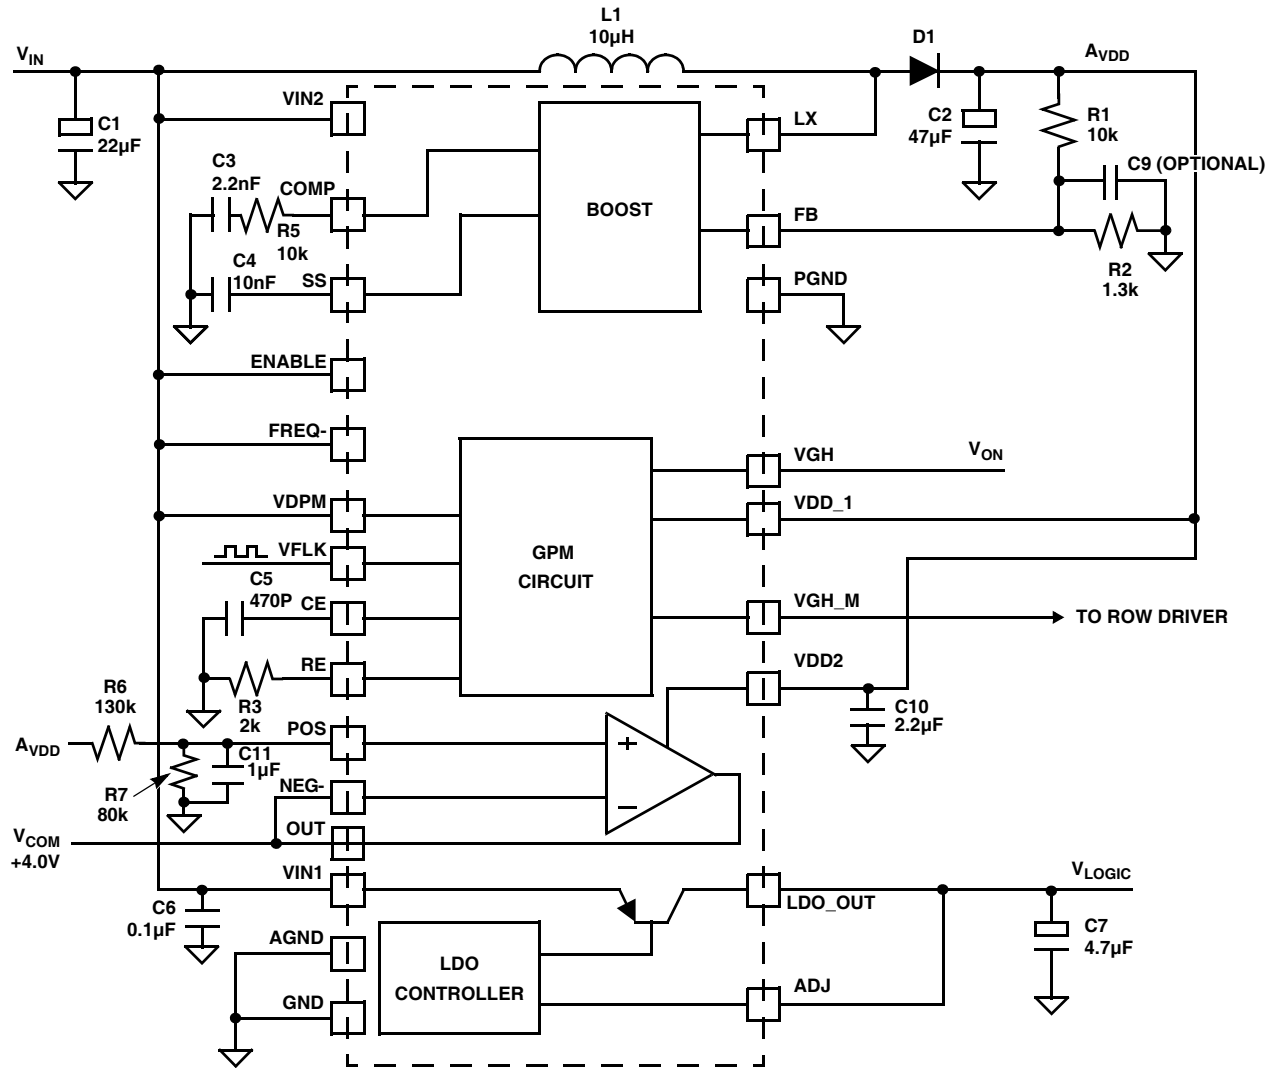 L1
10µH
VIN
D1
AVDD
VIN2
C1
22µF
LX
C2
47µF
R1
10k
C9 (OPTIONAL)
C3
2.2nF
COMP
R5
10k
BOOST
FB
C4
10nF
SS
R2
1.3k
PGND
ENABLE
FREQ-
VGH
VON
VDPM
VDD_1
VFLK
GPM
CIRCUIT
C5
470P
CE
VGH_M
TO ROW DRIVER
RE
VDD2
R3
2k
R6
130k
C10
2.2µF
AVDD
POS
C11
1µF
R7
80k
NEG-
VCOM
+4.0V
OUT
VIN1
VLOGIC
LDO_OUT
C6
0.1µF
C7
4.7µF
AGND
LDO
CONTROLLER
ADJ
GND